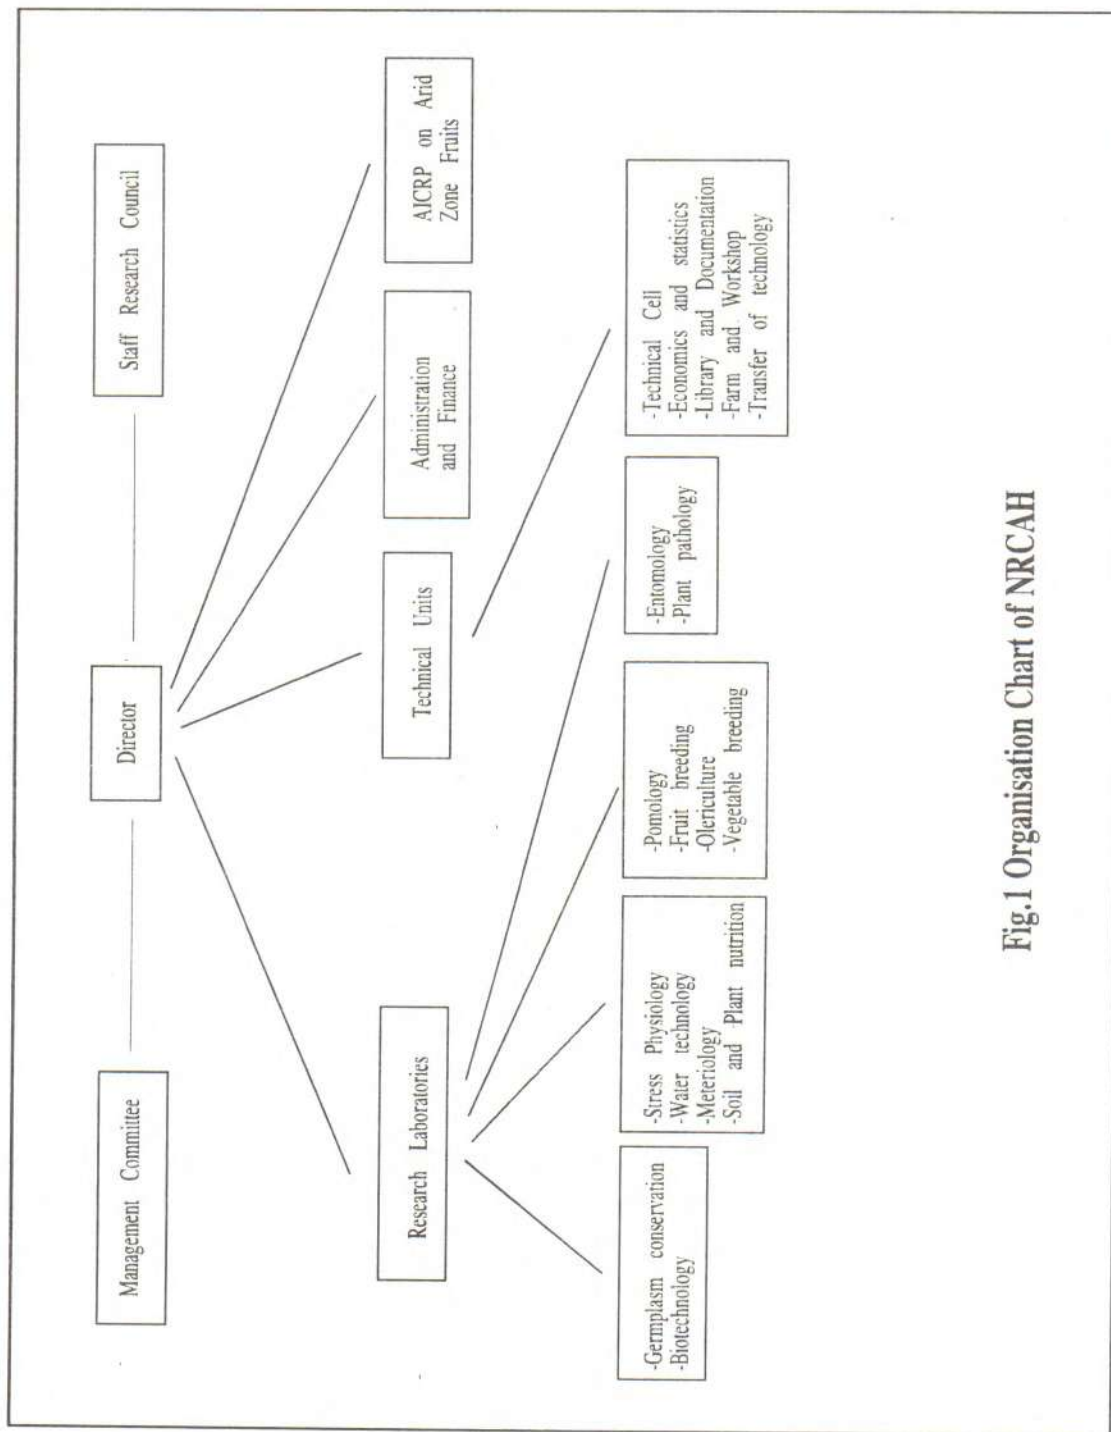 Management Committee
Director
Staff Research Council
Research Laboratories
Technical Units
Administration
and Finance
AICRP on Arid
Zone Fruits
-Germplasm conservation
-Biotechnology
-Stress Physiology
-Water technology
-Meteriology
-Soil and Plant nutrition
-Pomology
-Fruit breeding
-Olericulture
-Vegetable breeding
-Entomology
-Plant pathology
-Technical Cell
-Economics and statistics
-Library and Documentation
-Farm and Workshop
-Transfer of technology
Fig.1 Organisation Chart of NRCAH